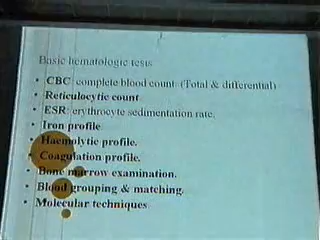 Basic hematologic tests
• CBC: complete blood count. (Total & differential)
• Reticulocytic count.
• ESR: erythrocyte sedimentation rate.
• Iron profile
• Haemolytic profile.
• Coagulation profile.
• Bone marrow examination.
• Blood grouping & matching.
• Molecular techniques